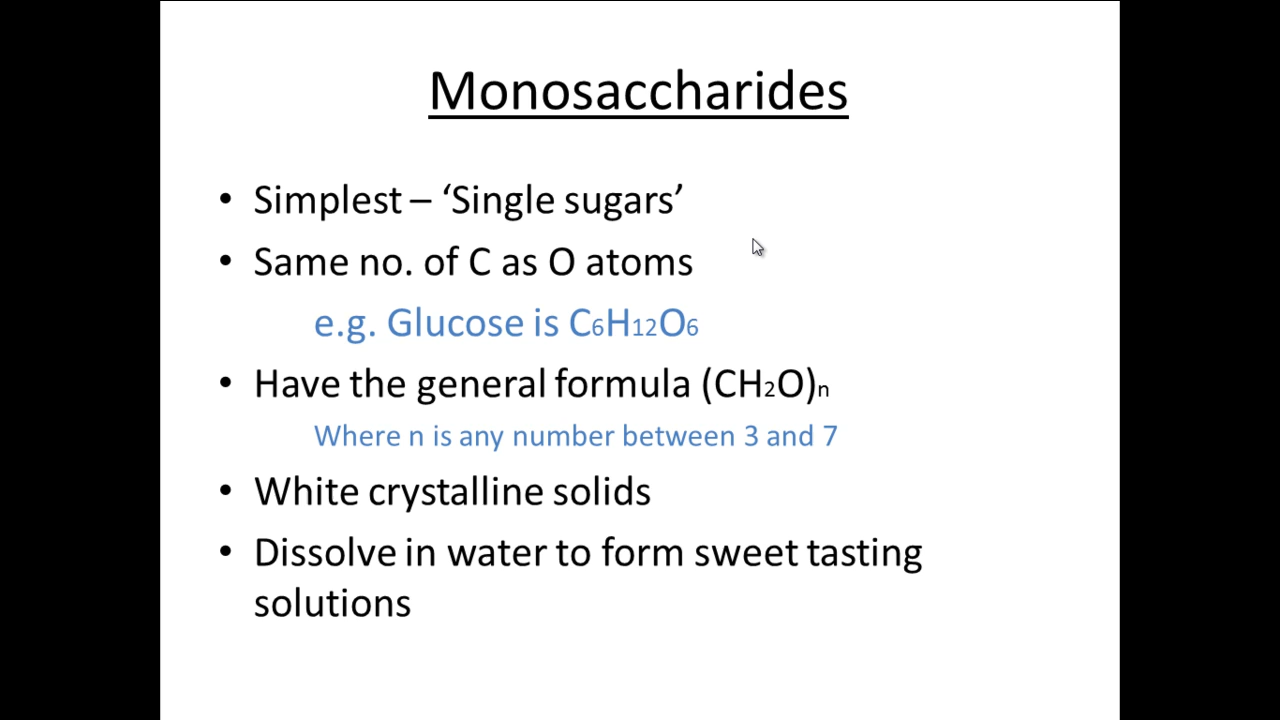 Monosaccharides
• Simplest – ‘Single sugars’
• Same no. of C as O atoms
e.g. Glucose is C₆H₁₂O₆
• Have the general formula (CH₂O)ₙ
Where n is any number between 3 and 7
• White crystalline solids
• Dissolve in water to form sweet tasting
solutions